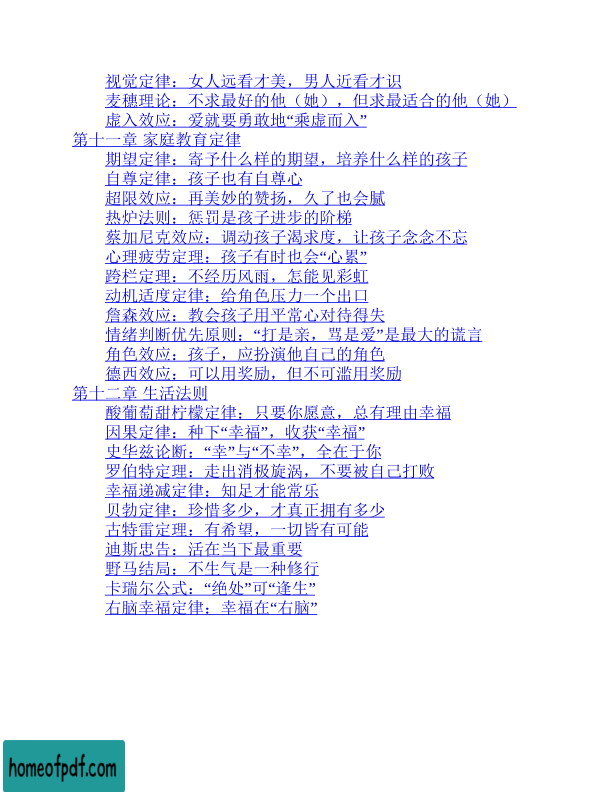 视觉定律：女人远看才美，男人近看才识
麦穗理论：不求最好的他（她），但求最适合的他（她）
虚入效应：爱就要勇敢地“乘虚而入”
第十一章 家庭教育定律
期望定律：寄予什么样的期望，培养什么样的孩子
自尊定律：孩子也有自尊心
超限效应：再美妙的赞扬，久了也会腻
热炉法则：惩罚是孩子进步的阶梯
蔡加尼克效应：调动孩子渴求度，让孩子念念不忘
心理疲劳定理：孩子有时也会“心累”
跨栏定理：不经历风雨，怎能见彩虹
动机适度定律：给角色压力一个出口
詹森效应：教会孩子用平常心对待得失
情绪判断优先原则：“打是亲，骂是爱”是最大的谎言
角色效应：孩子，应扮演他自己的角色
德西效应：可以用奖励，但不可滥用奖励
第十二章 生活法则
酸葡萄甜柠檬定律：只要你愿意，总有理由幸福
因果定律：种下“幸福”，收获“幸福”
史华兹论断：“幸”与“不幸”，全在于你
罗伯特定理：走出消极旋涡，不要被自己打败
幸福递减定律：知足才能常乐
贝勃定律：珍惜多少，才真正拥有多少
古特雷定理：有希望，一切皆有可能
迪斯忠告：活在当下最重要
野马结局：不生气是一种修行
卡瑞尔公式：“绝处”可“逢生”
右脑幸福定律：幸福在“右脑”
homeofpdf.com